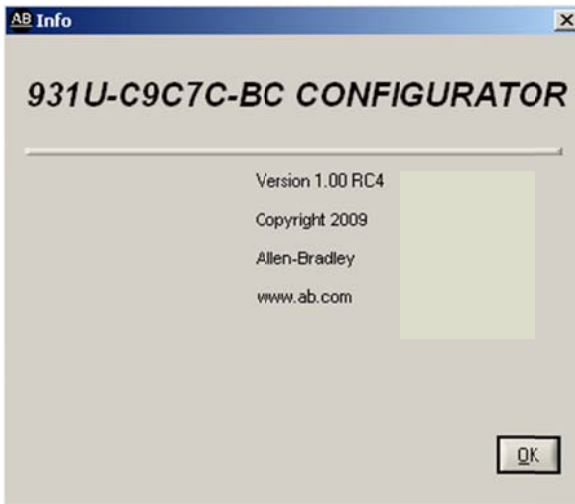 AB Info
931U-C9C7C-BC CONFIGURATOR
Version 1.00 RC4
Copyright 2009
Allen-Bradley
www.ab.com
OK